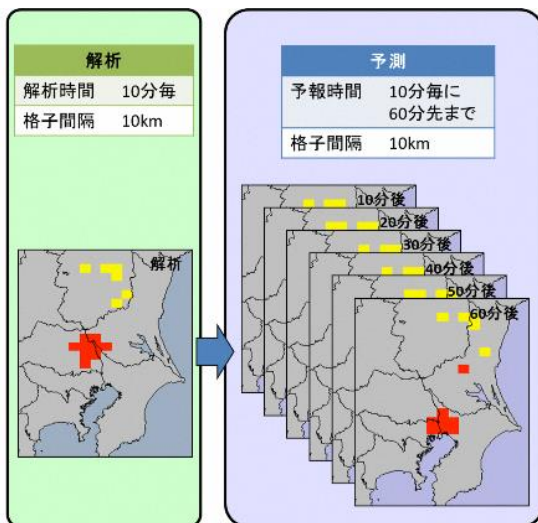 解析
解析時間 10分毎
格子間隔 10km
解析
予測
予報時間 10分毎に
60分先まで
格子間隔 10km
10分後
20分後
30分後
40分後
50分後
60分後